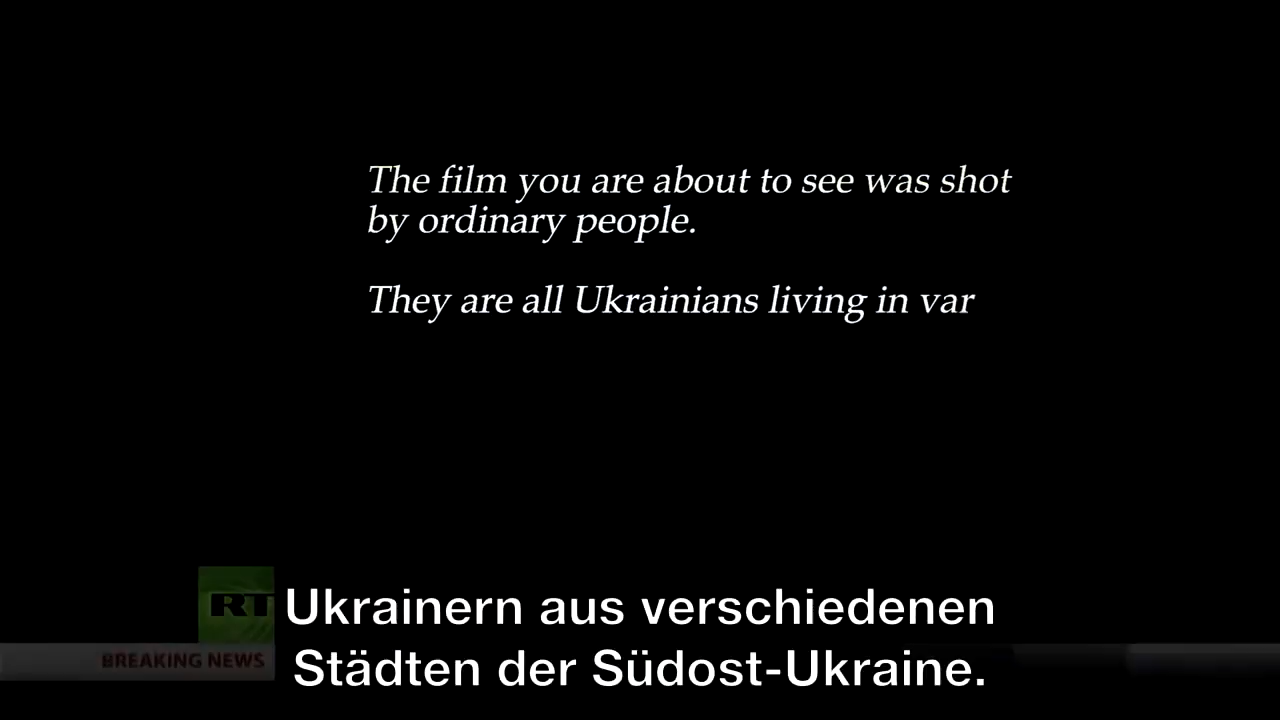 The film you are about to see was shot
by ordinary people.
They are all Ukrainians living in var
RT
Ukrainern aus verschiedenen
BREAKING NEWS
Städten der Südost-Ukraine.